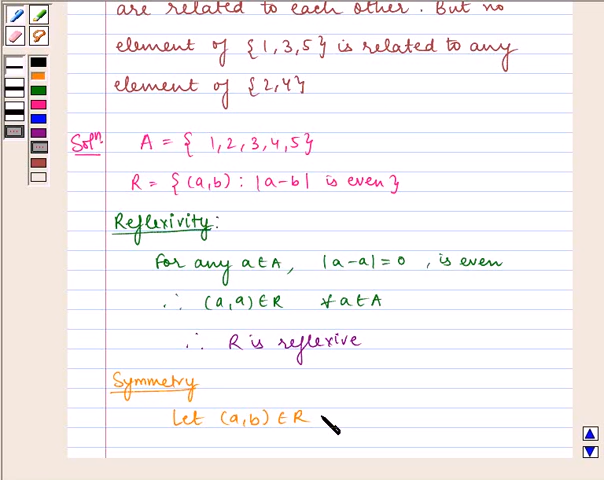 are related to each other. But no
element of {1,3,5} is related to any
element of {2,4}
Solⁿ. A = { 1,2,3,4,5}
R = { (a,b) : |a-b| is even }
Reflexivity:
For any a∈A, |a-a|=0 , is even
∴ (a,a) ∈ R ∀ a∈A
∴ R is reflexive
Symmetry
Let (a,b) ∈ R